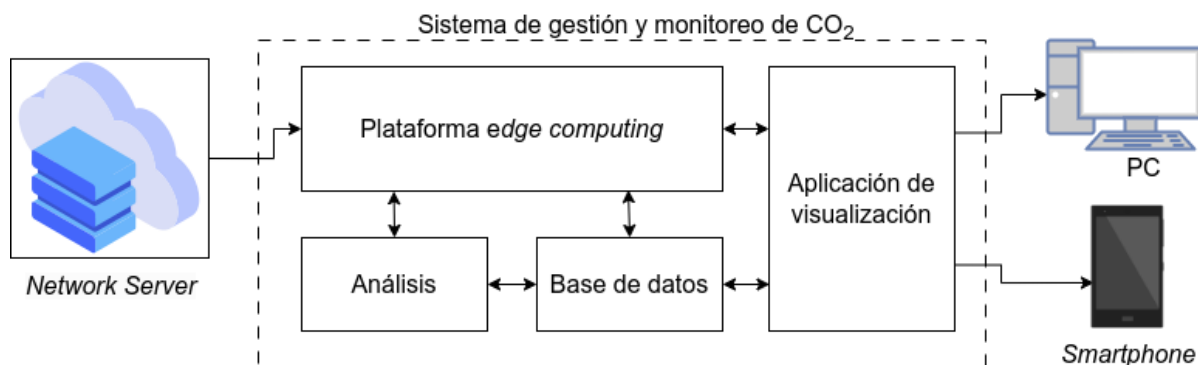 Sistema de gestión y monitoreo de CO₂
Network Server
Plataforma edge computing
Análisis
Base de datos
Aplicación de
visualización
PC
Smartphone